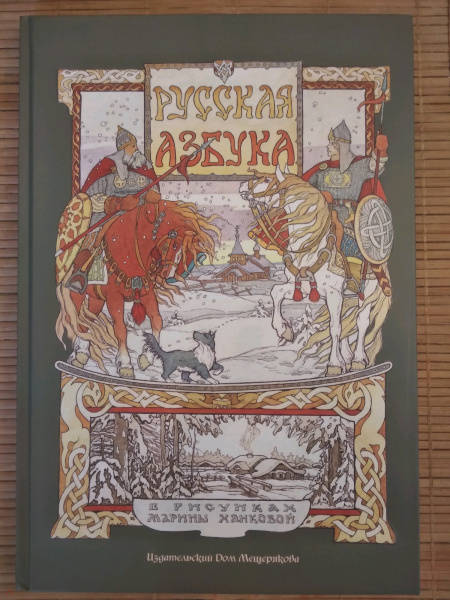 РУССКАЯ
АЗБУКА
В РИСУНКАХ
МАРИНЫ ХАНКОВОЙ
Издательский Дом Мещерякова